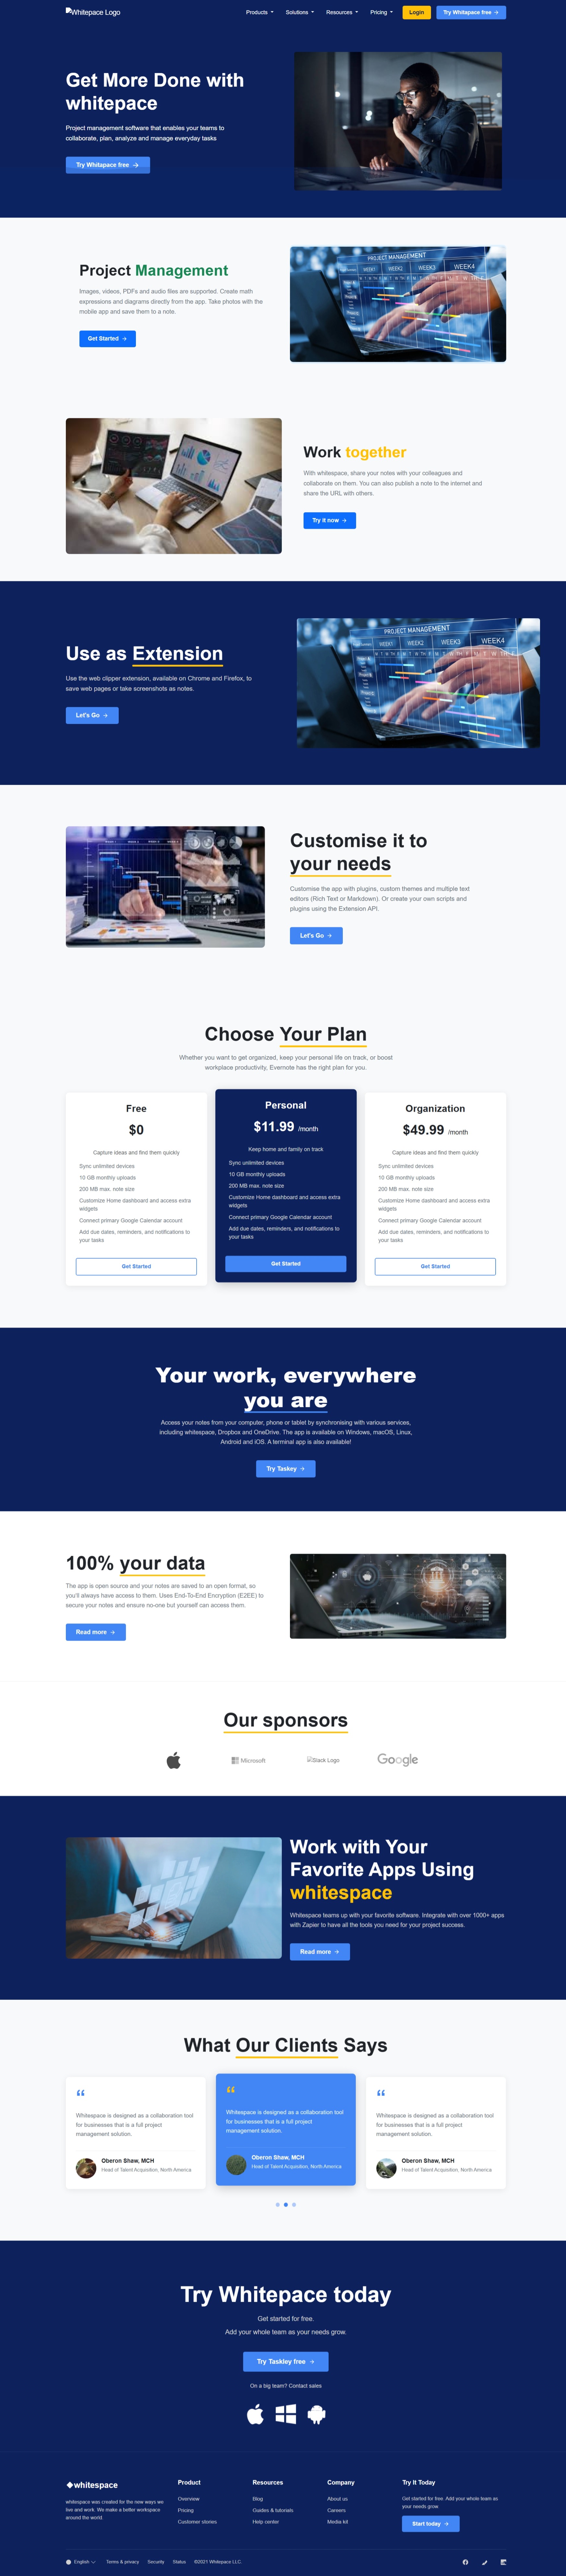 Whitepace Logo
Products
Solutions
Resources
Pricing
Login
Try Whitapace free →
Get More Done with
whitepace
Project management software that enables your teams to
collaborate, plan, analyze and manage everyday tasks
Try Whitapace free →
Project Management
Images, videos, PDFs and audio files are supported. Create math
expressions and diagrams directly from the app. Take photos with the
mobile app and save them to a note.
Get Started →
PROJECT MANAGEMENT
WEEK1 WEEK2 WEEK3 WEEK4
Work together
With whitespace, share your notes with your colleagues and
collaborate on them. You can also publish a note to the internet and
share the URL with others.
Try it now →
Use as Extension
Use the web clipper extension, available on Chrome and Firefox, to
save web pages or take screenshots as notes.
Let's Go →
PROJECT MANAGEMENT
WEEK1 WEEK2 WEEK3 WEEK4
Customise it to
your needs
Customise the app with plugins, custom themes and multiple text
editors (Rich Text or Markdown). Or create your own scripts and
plugins using the Extension API.
Let's Go →
Choose Your Plan
Whether you want to get organized, keep your personal life on track, or boost
workplace productivity, Evernote has the right plan for you.
Free
$0
Capture ideas and find them quickly
Sync unlimited devices
10 GB monthly uploads
200 MB max. note size
Customize Home dashboard and access extra
widgets
Connect primary Google Calendar account
Add due dates, reminders, and notifications to
your tasks
Get Started
Personal
$11.99 /month
Keep home and family on track
Sync unlimited devices
10 GB monthly uploads
200 MB max. note size
Customize Home dashboard and access extra
widgets
Connect primary Google Calendar account
Add due dates, reminders, and notifications to
your tasks
Get Started
Organization
$49.99 /month
Capture ideas and find them quickly
Sync unlimited devices
10 GB monthly uploads
200 MB max. note size
Customize Home dashboard and access extra
widgets
Connect primary Google Calendar account
Add due dates, reminders, and notifications to
your tasks
Get Started
Your work, everywhere
you are
Access your notes from your computer, phone or tablet by synchronising with various services,
including whitespace, Dropbox and OneDrive. The app is available on Windows, macOS, Linux,
Android and iOS. A terminal app is also available!
Try Taskey →
100% your data
The app is open source and your notes are saved to an open format, so
you'll always have access to them. Uses End-To-End Encryption (E2EE) to
secure your notes and ensure no-one but yourself can access them.
Read more →
Our sponsors
Microsoft
Slack Logo
Google
Work with Your
Favorite Apps Using
whitespace
Whitespace teams up with your favorite software. Integrate with over 1000+ apps
with Zapier to have all the tools you need for your project success.
Read more →
What Our Clients Says
“
Whitespace is designed as a collaboration tool
for businesses that is a full project
management solution.
Oberon Shaw, MCH
Head of Talent Acquisition, North America
“
Whitespace is designed as a collaboration tool
for businesses that is a full project
management solution.
Oberon Shaw, MCH
Head of Talent Acquisition, North America
“
Whitespace is designed as a collaboration tool
for businesses that is a full project
management solution.
Oberon Shaw, MCH
Head of Talent Acquisition, North America
Try Whitepace today
Get started for free.
Add your whole team as your needs grow.
Try Taskley free →
On a big team? Contact sales
whitespace
whitespace was created for the new ways we
live and work. We make a better workspace
around the world
Product
Overview
Pricing
Customer stories
Resources
Blog
Guides & tutorials
Help center
Company
About us
Careers
Media kit
Try It Today
Get started for free. Add your whole team as
your needs grow.
Start today →
English
Terms & privacy
Security
Status
©2021 Whitepace LLC.